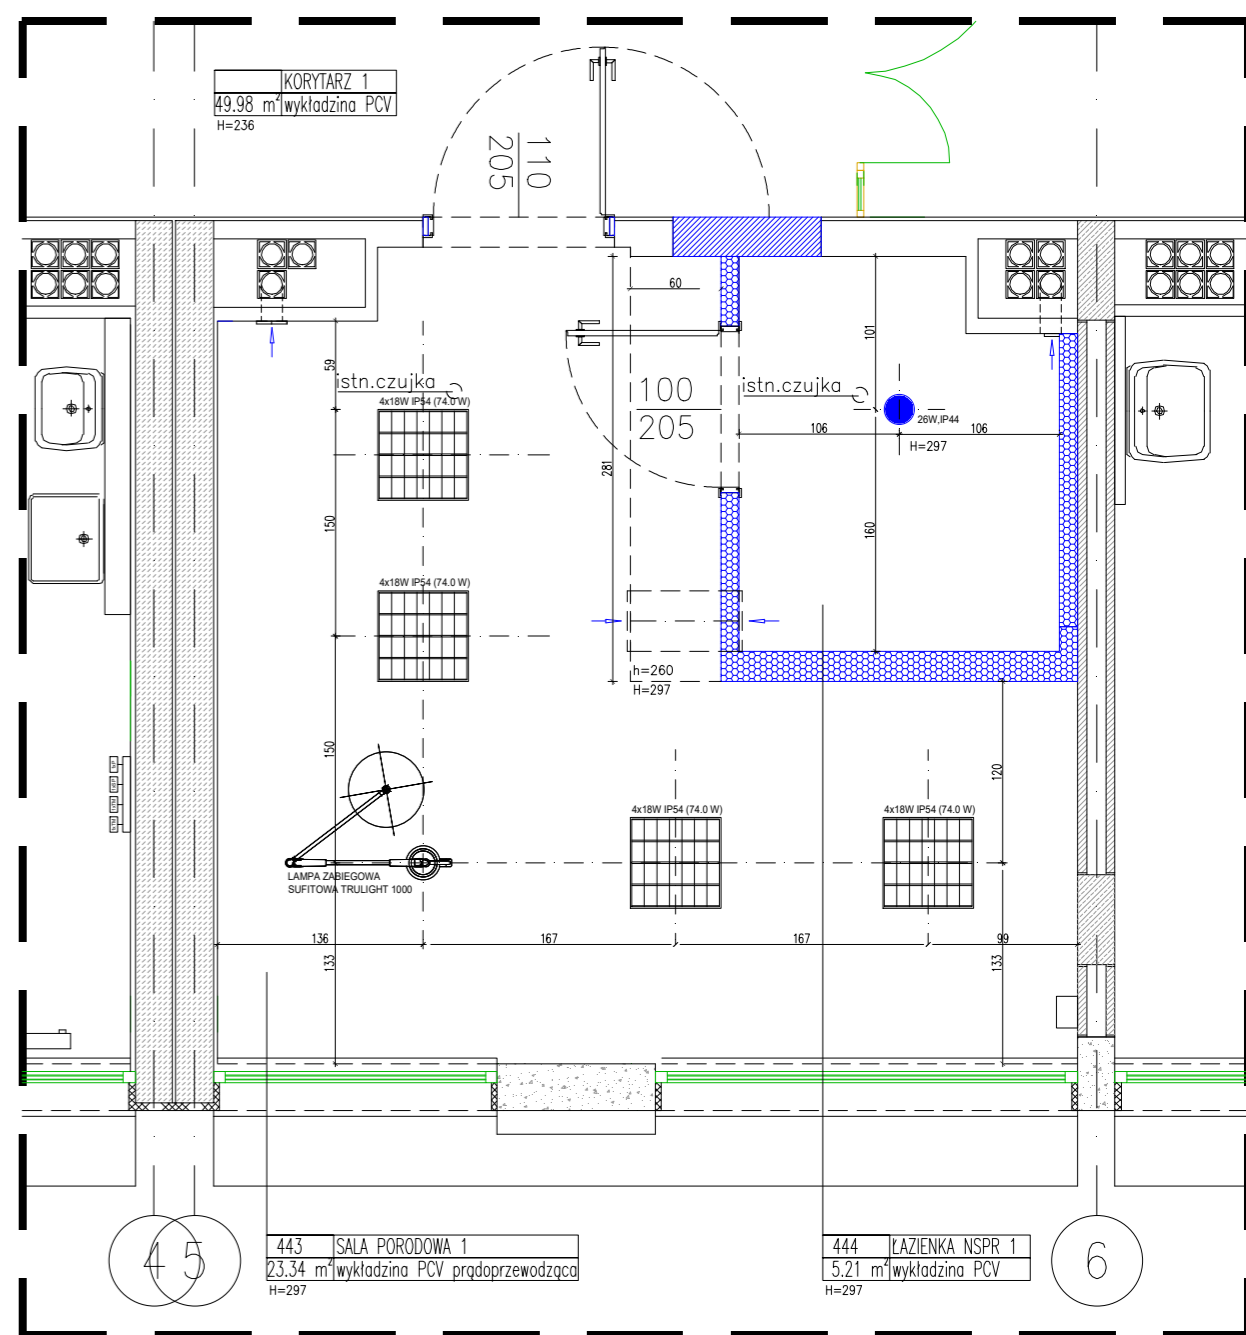 KORYTARZ 1
49.98 m² wykładzina PCV
H=236
110
205
60
101
59
istn.czujka
4x18W IP54 (74.0 W)
100
205
istn.czujka
26W,IP44
106
106
H=297
281
150
160
4x18W IP54 (74.0 W)
h=260
H=297
150
120
4x18W IP54 (74.0 W)
4x18W IP54 (74.0 W)
LAMPA ZABIEGOWA
SUFITOWA TRULIGHT 1000
136
167
167
99
133
133
4
5
6
443 SALA PORODOWA 1
23.34 m² wykładzina PCV prądoprzewodząca
H=297
444 ŁAZIENKA NSPR 1
5.21 m² wykładzina PCV
H=297